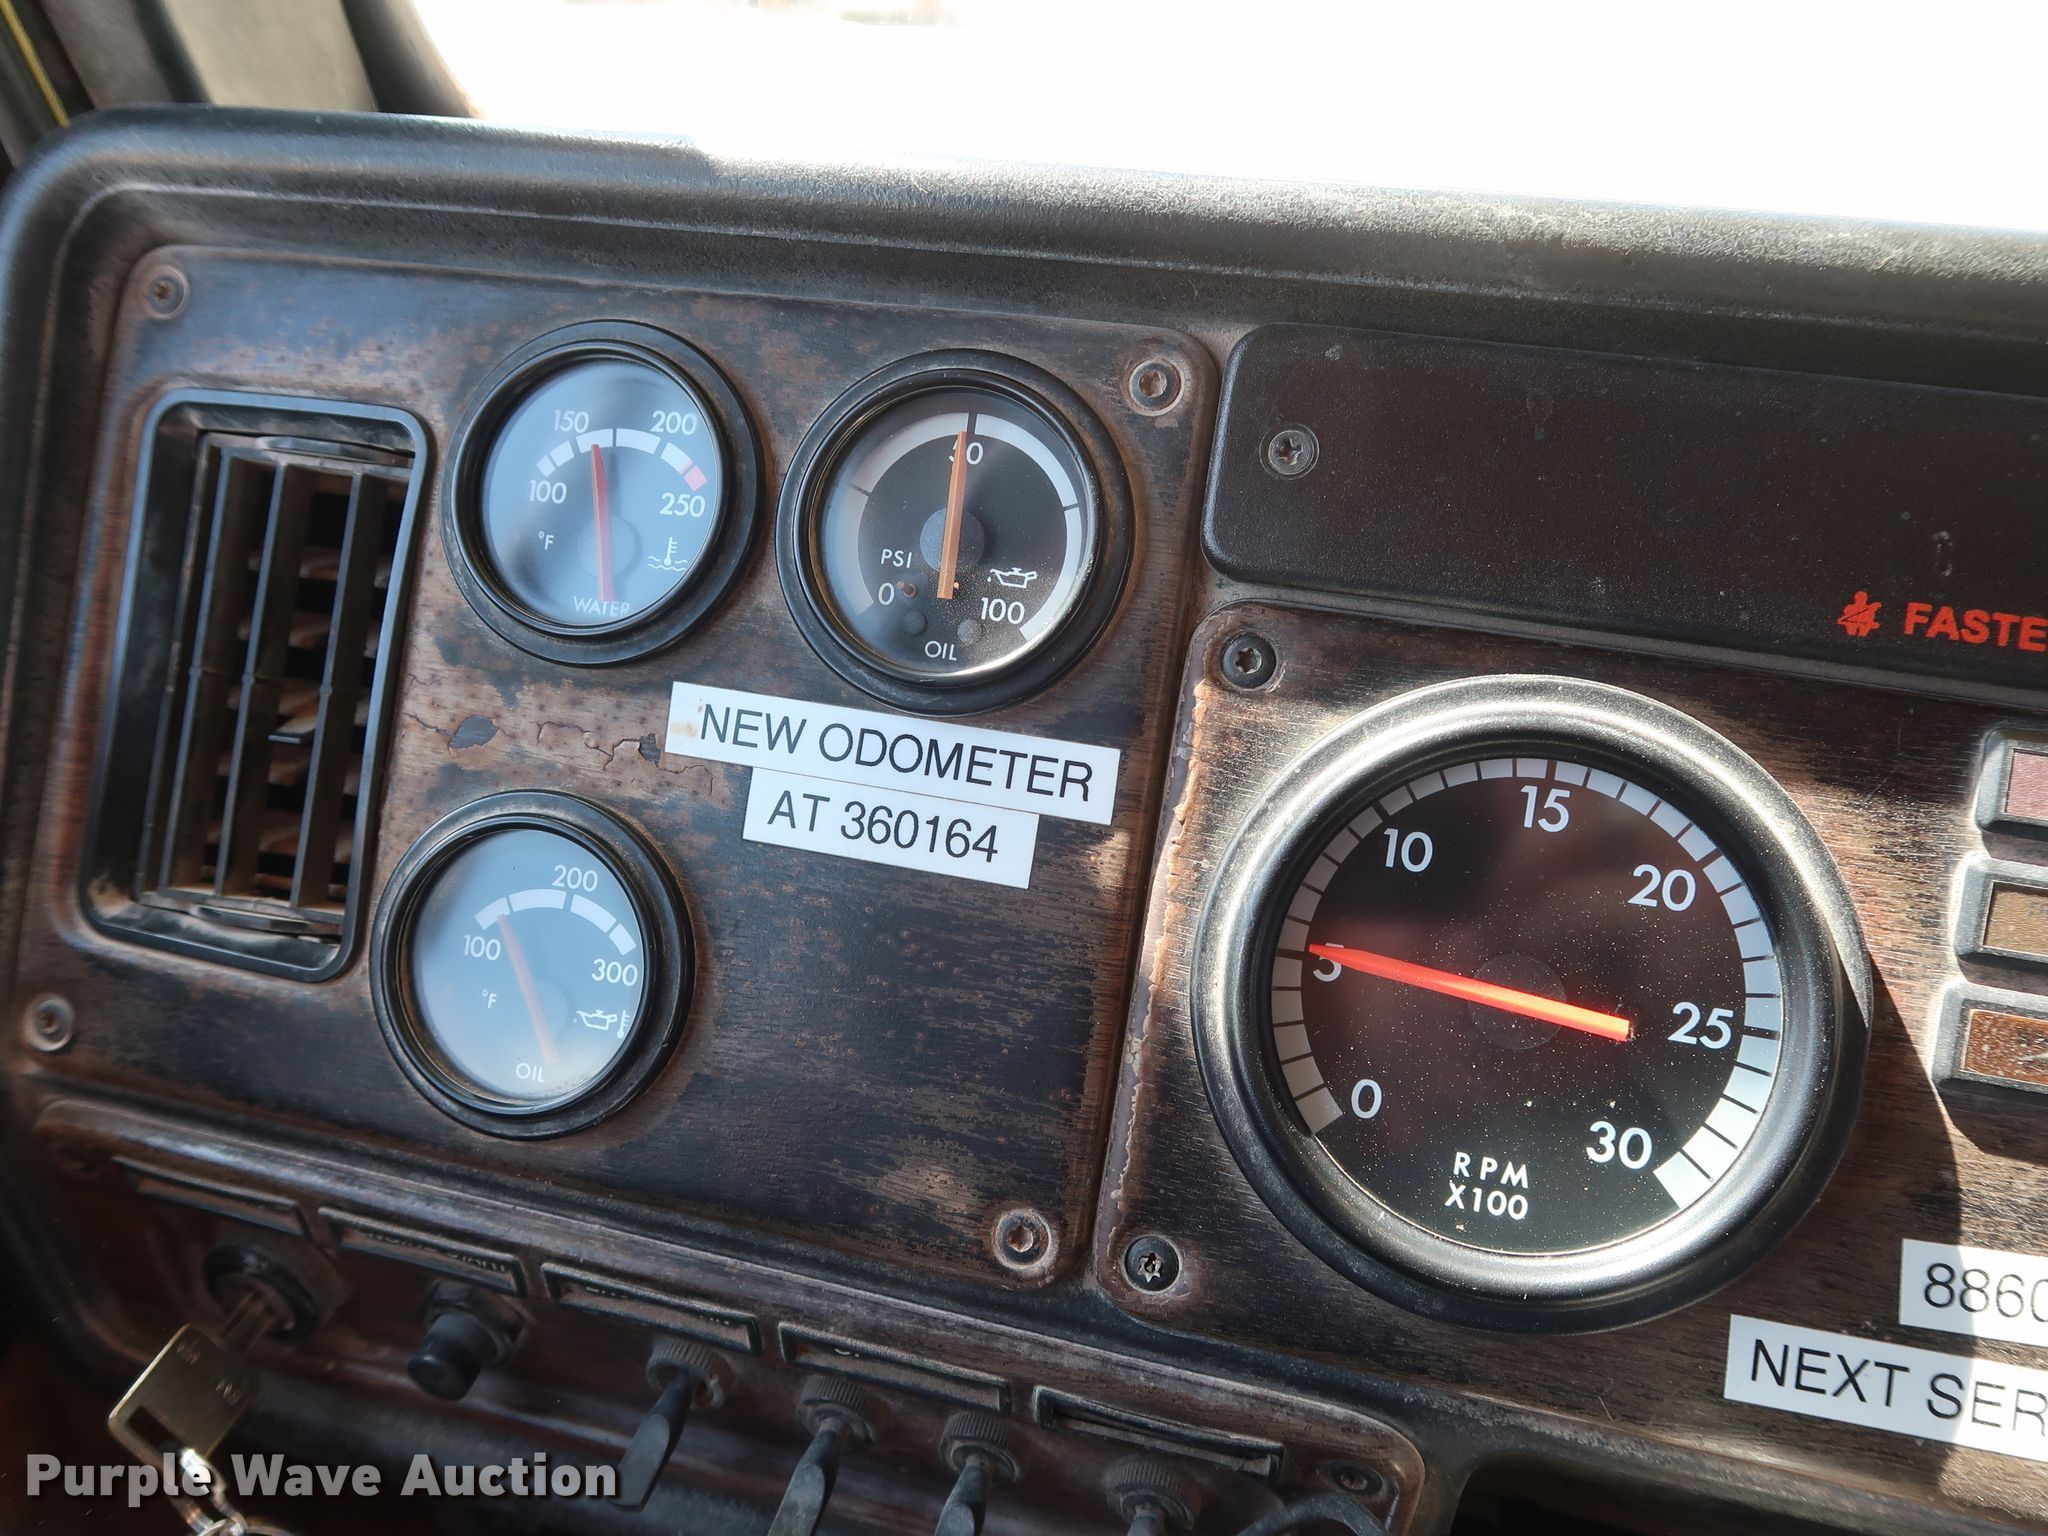 150 200
100 250
°F
WATER
50
PSI
0 100
OIL
FASTE
NEW ODOMETER
AT 360164
200
100 300
°F
OIL
15
10 20
5 25
0 30
RPM
X100
8860
NEXT SER
Purple Wave Auction